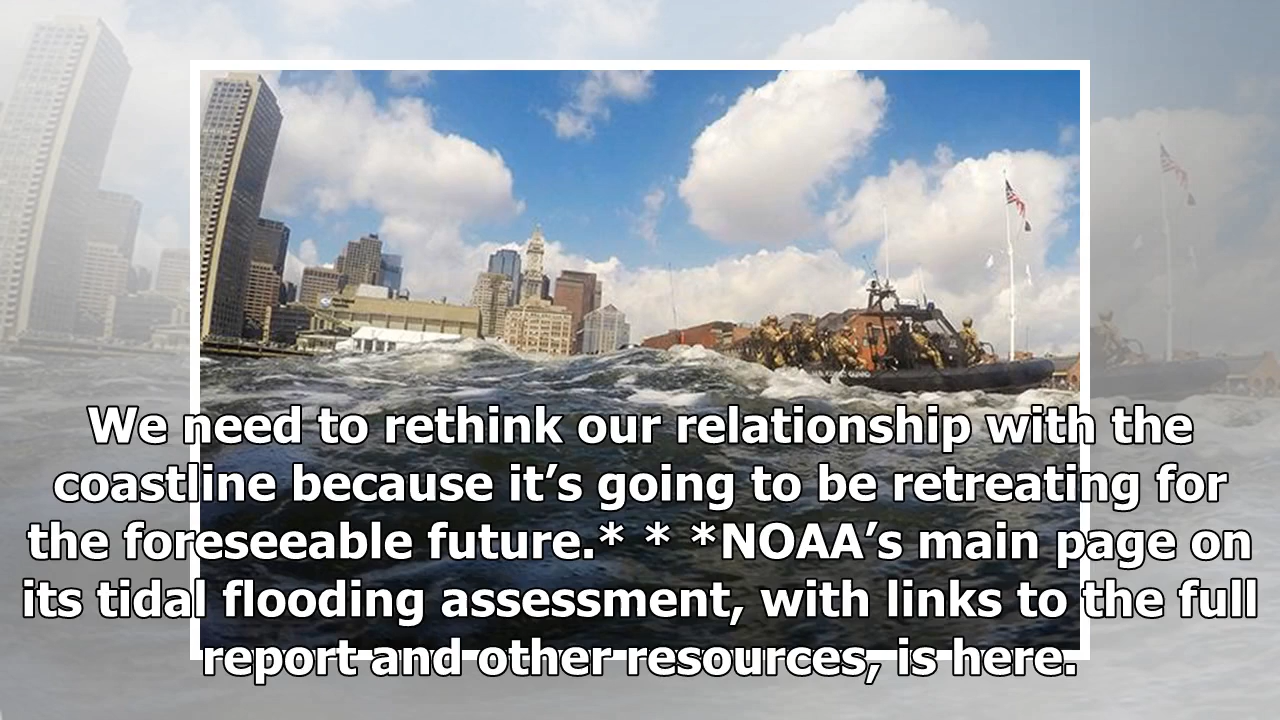 We need to rethink our relationship with the
coastline because it’s going to be retreating for
the foreseeable future.* * *NOAA’s main page on
its tidal flooding assessment, with links to the full
report and other resources, is here.